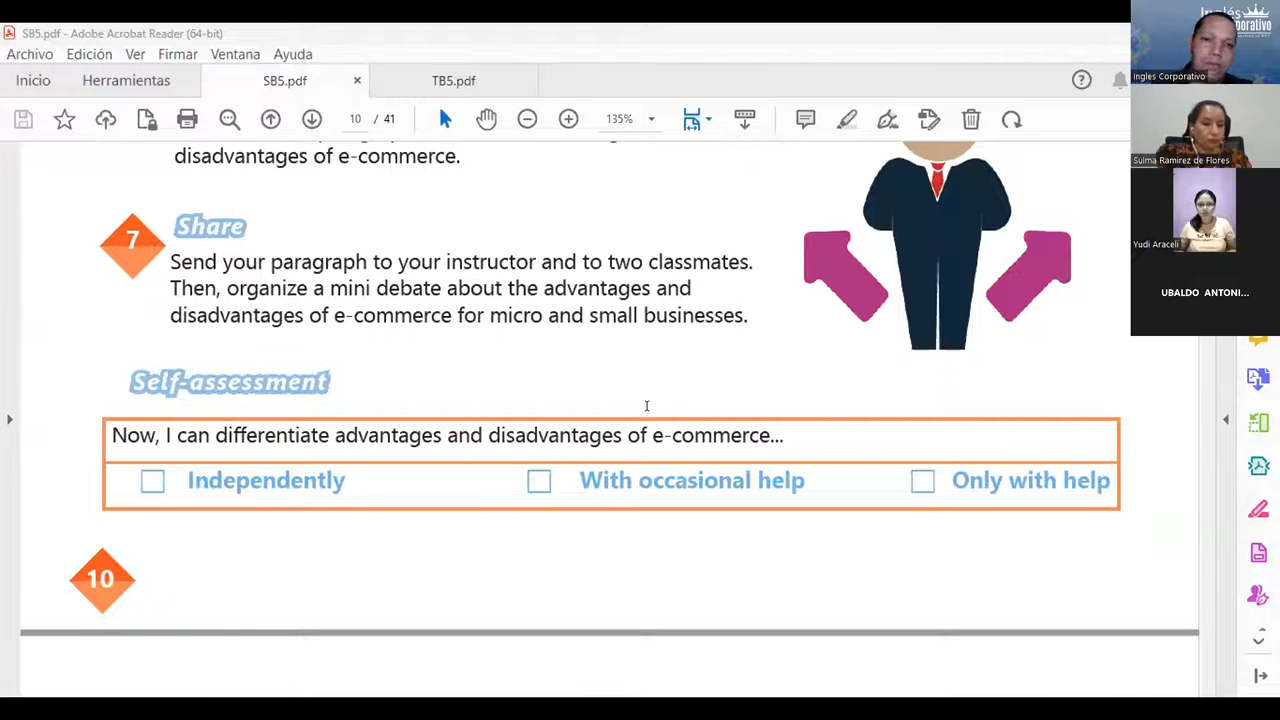 SB5.pdf - Adobe Acrobat Reader (64-bit)
Archivo Edición Ver Firmar Ventana Ayuda
Inicio Herramientas SB5.pdf × TB5.pdf
10 / 41 135%
disadvantages of e-commerce.
7 Share
Send your paragraph to your instructor and to two classmates.
Then, organize a mini debate about the advantages and
disadvantages of e-commerce for micro and small businesses.
Self-assessment
Now, I can differentiate advantages and disadvantages of e-commerce...
Independently With occasional help Only with help
10
Inglés
Ingles Corporativo
Sulma Ramirez de Flores
Yudi Araceli
UBALDO ANTONI...